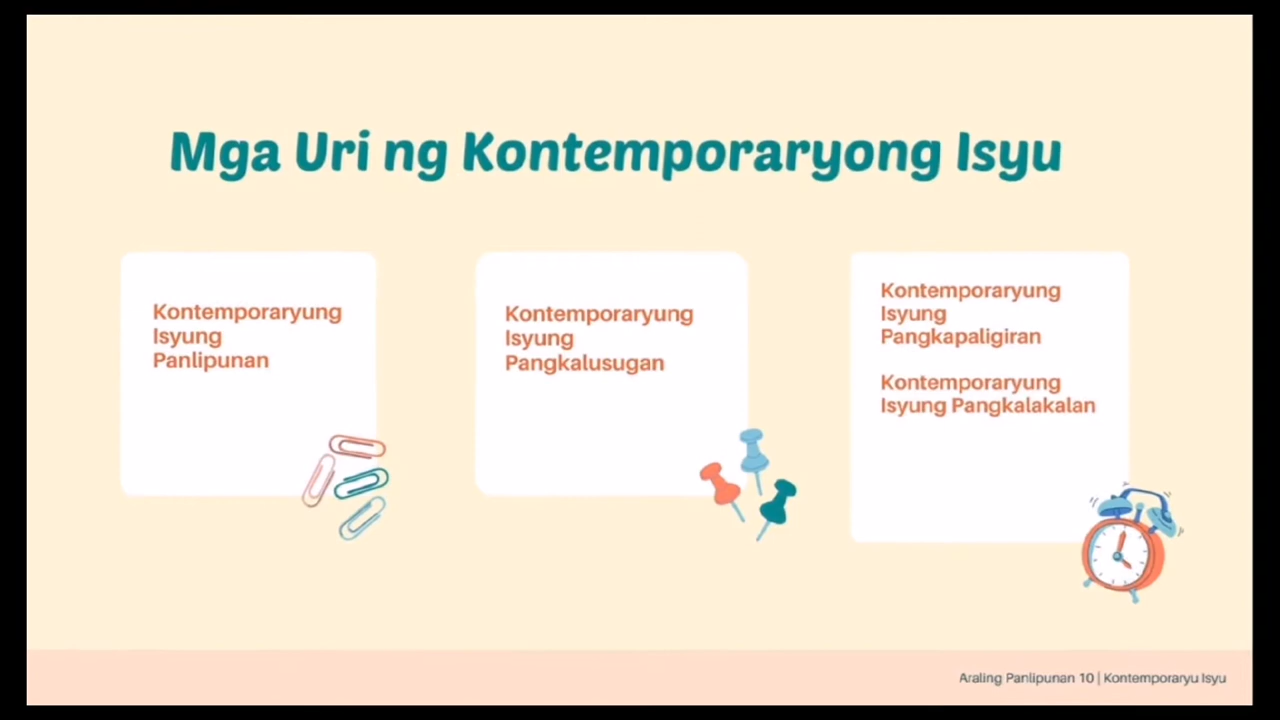 Mga Uri ng Kontemporaryong Isyu
Kontemporaryung
Isyung
Panlipunan
Kontemporaryung
Isyung
Pangkalusugan
Kontemporaryung
Isyung
Pangkapaligiran
Kontemporaryung
Isyung Pangkalakalan
Araling Panlipunan 10 | Kontemporaryu Isyu